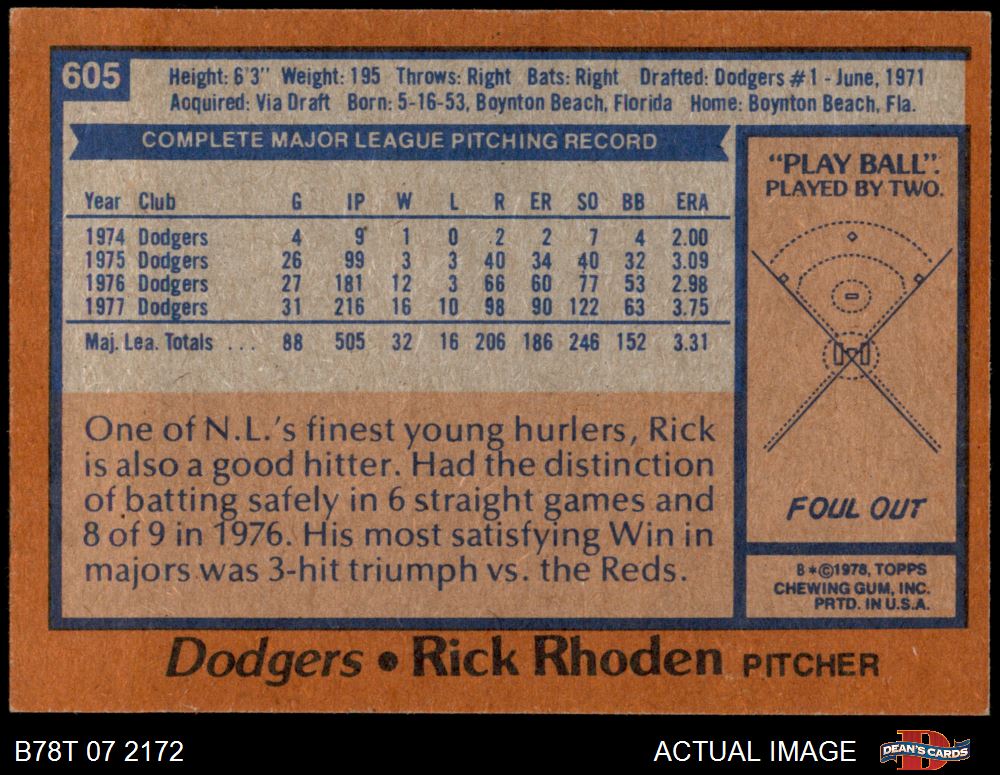 605
Height: 6'3" Weight: 195 Throws: Right Bats: Right Drafted: Dodgers #1 - June, 1971
Acquired: Via Draft Born: 5-16-53, Boynton Beach, Florida Home: Boynton Beach, Fla.
COMPLETE MAJOR LEAGUE PITCHING RECORD
Year Club G IP W L R ER SO BB ERA
1974 Dodgers 4 9 1 0 2 2 7 4 2.00
1975 Dodgers 26 99 3 3 40 34 40 32 3.09
1976 Dodgers 27 181 12 3 66 60 77 53 2.98
1977 Dodgers 31 216 16 10 98 90 122 63 3.75
Maj. Lea. Totals ... 88 505 32 16 206 186 246 152 3.31
One of N.L.'s finest young hurlers, Rick
is also a good hitter. Had the distinction
of batting safely in 6 straight games and
8 of 9 in 1976. His most satisfying Win in
majors was 3-hit triumph vs. the Reds.
"PLAY BALL".
PLAYED BY TWO.
FOUL OUT
B*©1978, TOPPS
CHEWING GUM, INC.
PRTD. IN U.S.A.
Dodgers • Rick Rhoden PITCHER
B78T 07 2172
ACTUAL IMAGE
D
DEAN'S CARDS